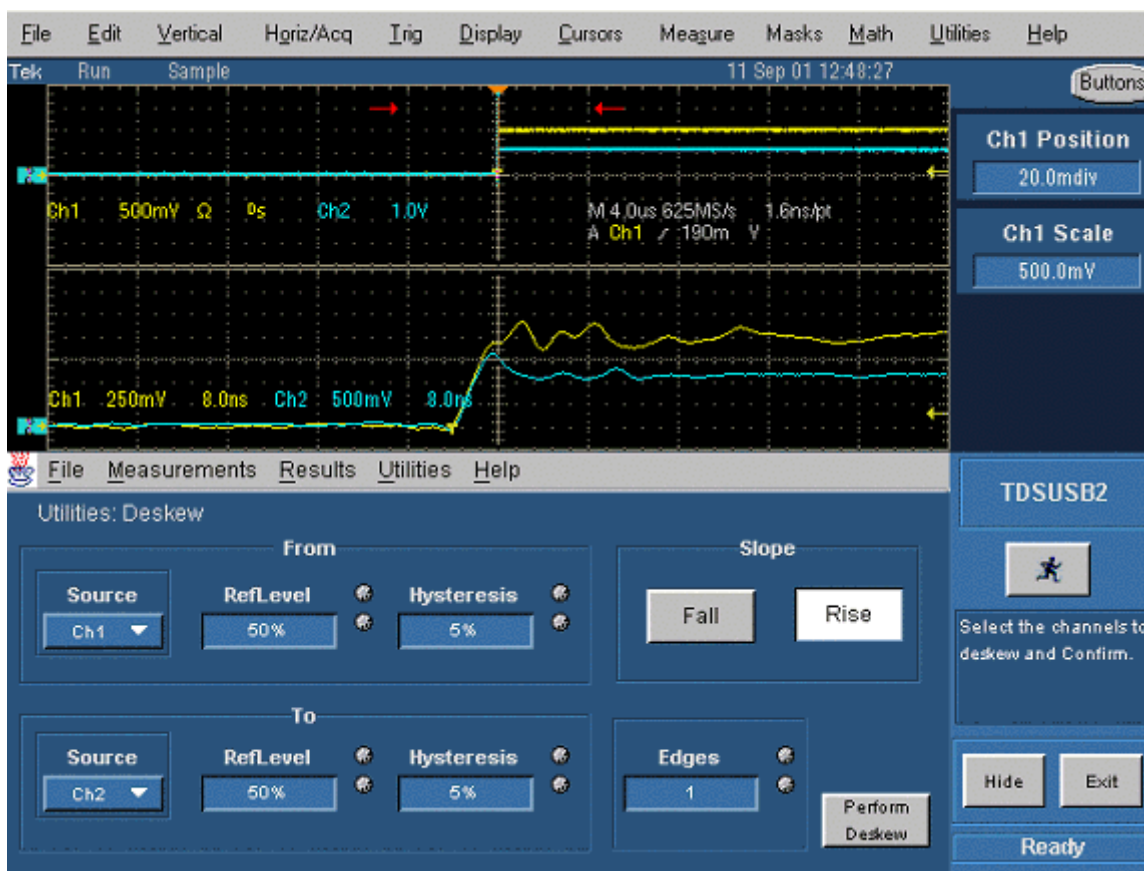 File Edit Vertical Horiz/Acq Trig Display Cursors Measure Masks Math Utilities Help
Tek Run Sample 11 Sep 01 12:48:27
Buttons
Ch1 Position
20.0mdiv
Ch1 Scale
500.0mV
Ch1 500mV Ω 0s Ch2 1.0V M 4.0us 625MS/s 1.6ns/pt
A Ch1 190m V
Ch1 250mV 8.0ns Ch2 500mV 8.0ns
File Measurements Results Utilities Help
Utilities: Deskew
From
Source RefLevel Hysteresis
Ch1 50% 5%
Slope
Fall Rise
To
Source RefLevel Hysteresis
Ch2 50% 5%
Edges
1
Perform
Deskew
TDSUSB2
Select the channels to
deskew and Confirm.
Hide Exit
Ready